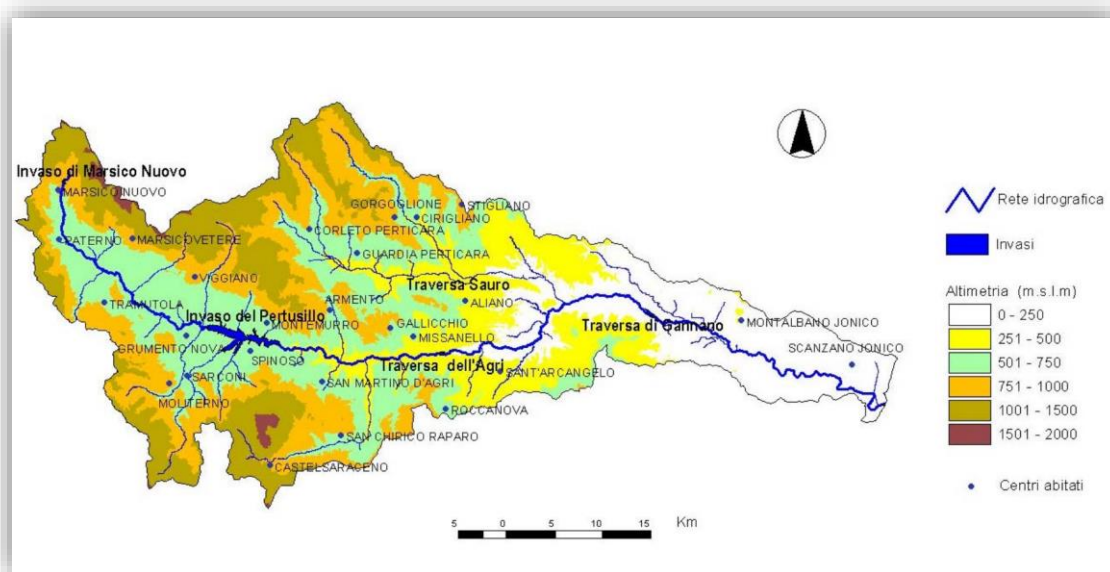 Invaso di Marsico Nuovo
MARSICO NUOVO
PATERNO
MARSICOVETERE
VIGGIANO
TRAMUTOLA
Invaso del Pertusillo
GRUMENTO NOVA
MONTEMURRO
SPINOSO
SARCONI
MOLITERNO
GORGOGLIONE
STIGLIANO
CIRIGLIANO
CORLETO PERTICARA
GUARDIA PERTICARA
Traversa Sauro
ARMENTO
ALIANO
GALLICCHIO
MISSANELLO
Traversa dell'Agri
SANT'ARCANGELO
SAN MARTINO D'AGRI
ROCCANOVA
SAN CHIRICO RAPARO
CASTELSARACENO
Traversa di Gannano
MONTALBANO JONICO
SCANZANO JONICO
Rete idrografica
Invasi
Altimetria (m.s.l.m)
0 - 250
251 - 500
501 - 750
751 - 1000
1001 - 1500
1501 - 2000
Centri abitati
5 0 5 10 15 Km